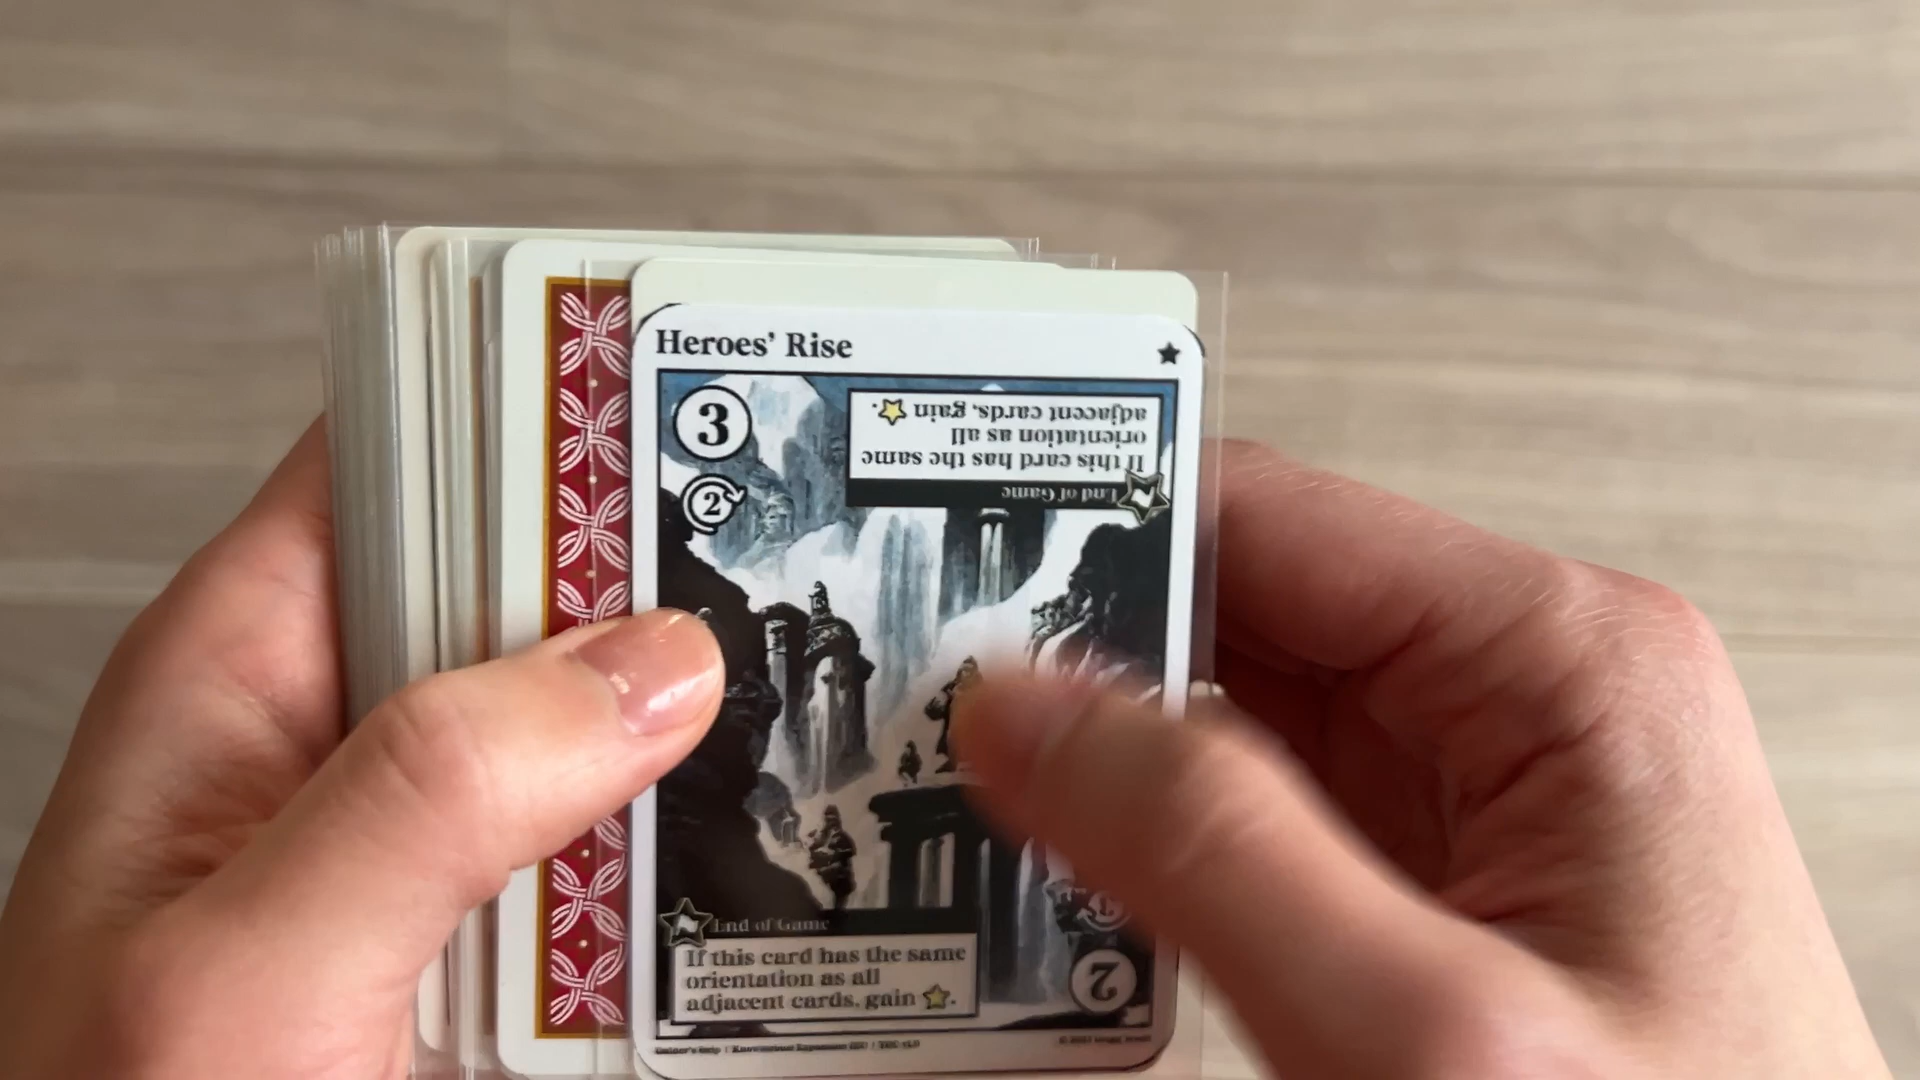 Heroes’ Rise
3
2
If this card has the same
orientation as all
adjacent cards, gain
End of Game
End of Game
If this card has the same
orientation as all
adjacent cards, gain
2